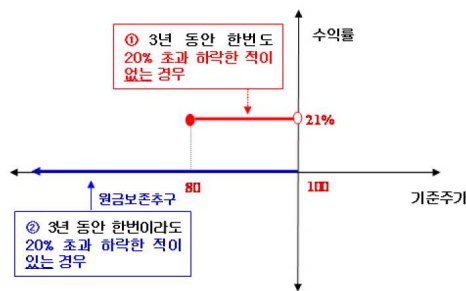 수익률
① 3년 동안 한번도
20% 초과 하락한 적이
없는 경우
21%
80
100
기준주가
원금보존추구
② 3년 동안 한번이라도
20% 초과 하락한 적이
있는 경우